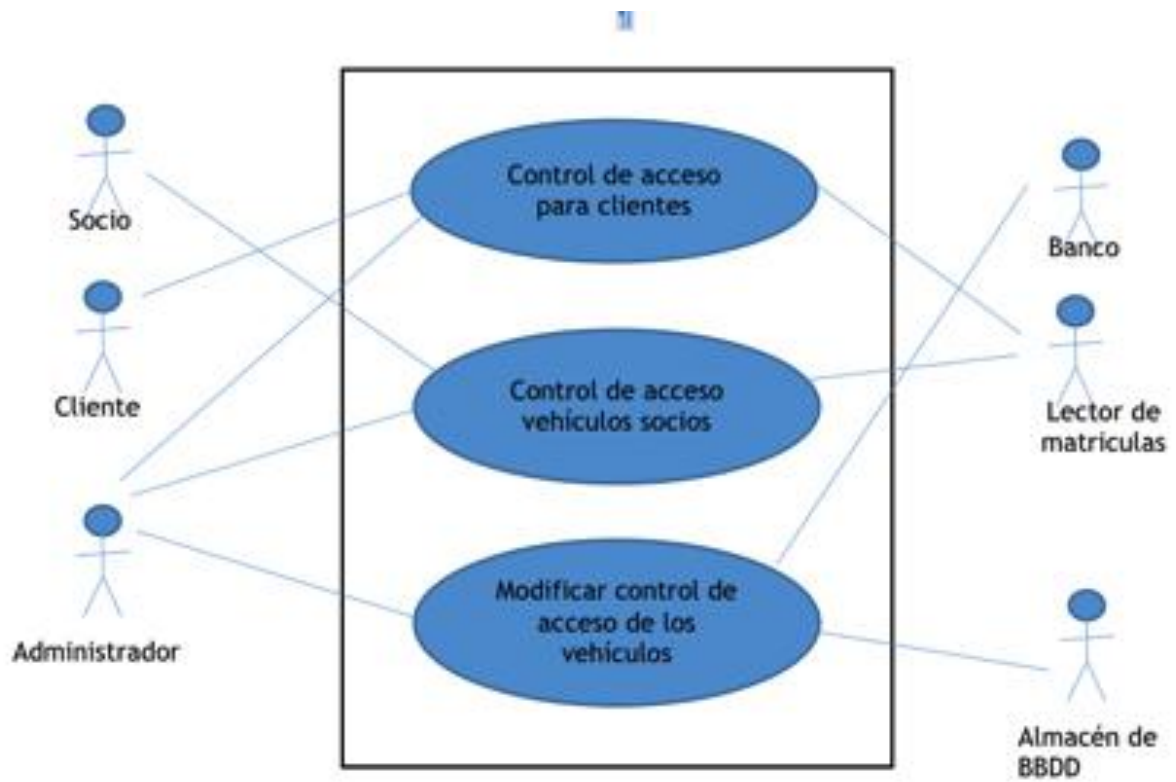 ¶
Socio
Cliente
Administrador
Control de acceso
para clientes
Control de acceso
vehículos socios
Modificar control de
acceso de los
vehículos
Banco
Lector de
matriculas
Almacén de
BBDD